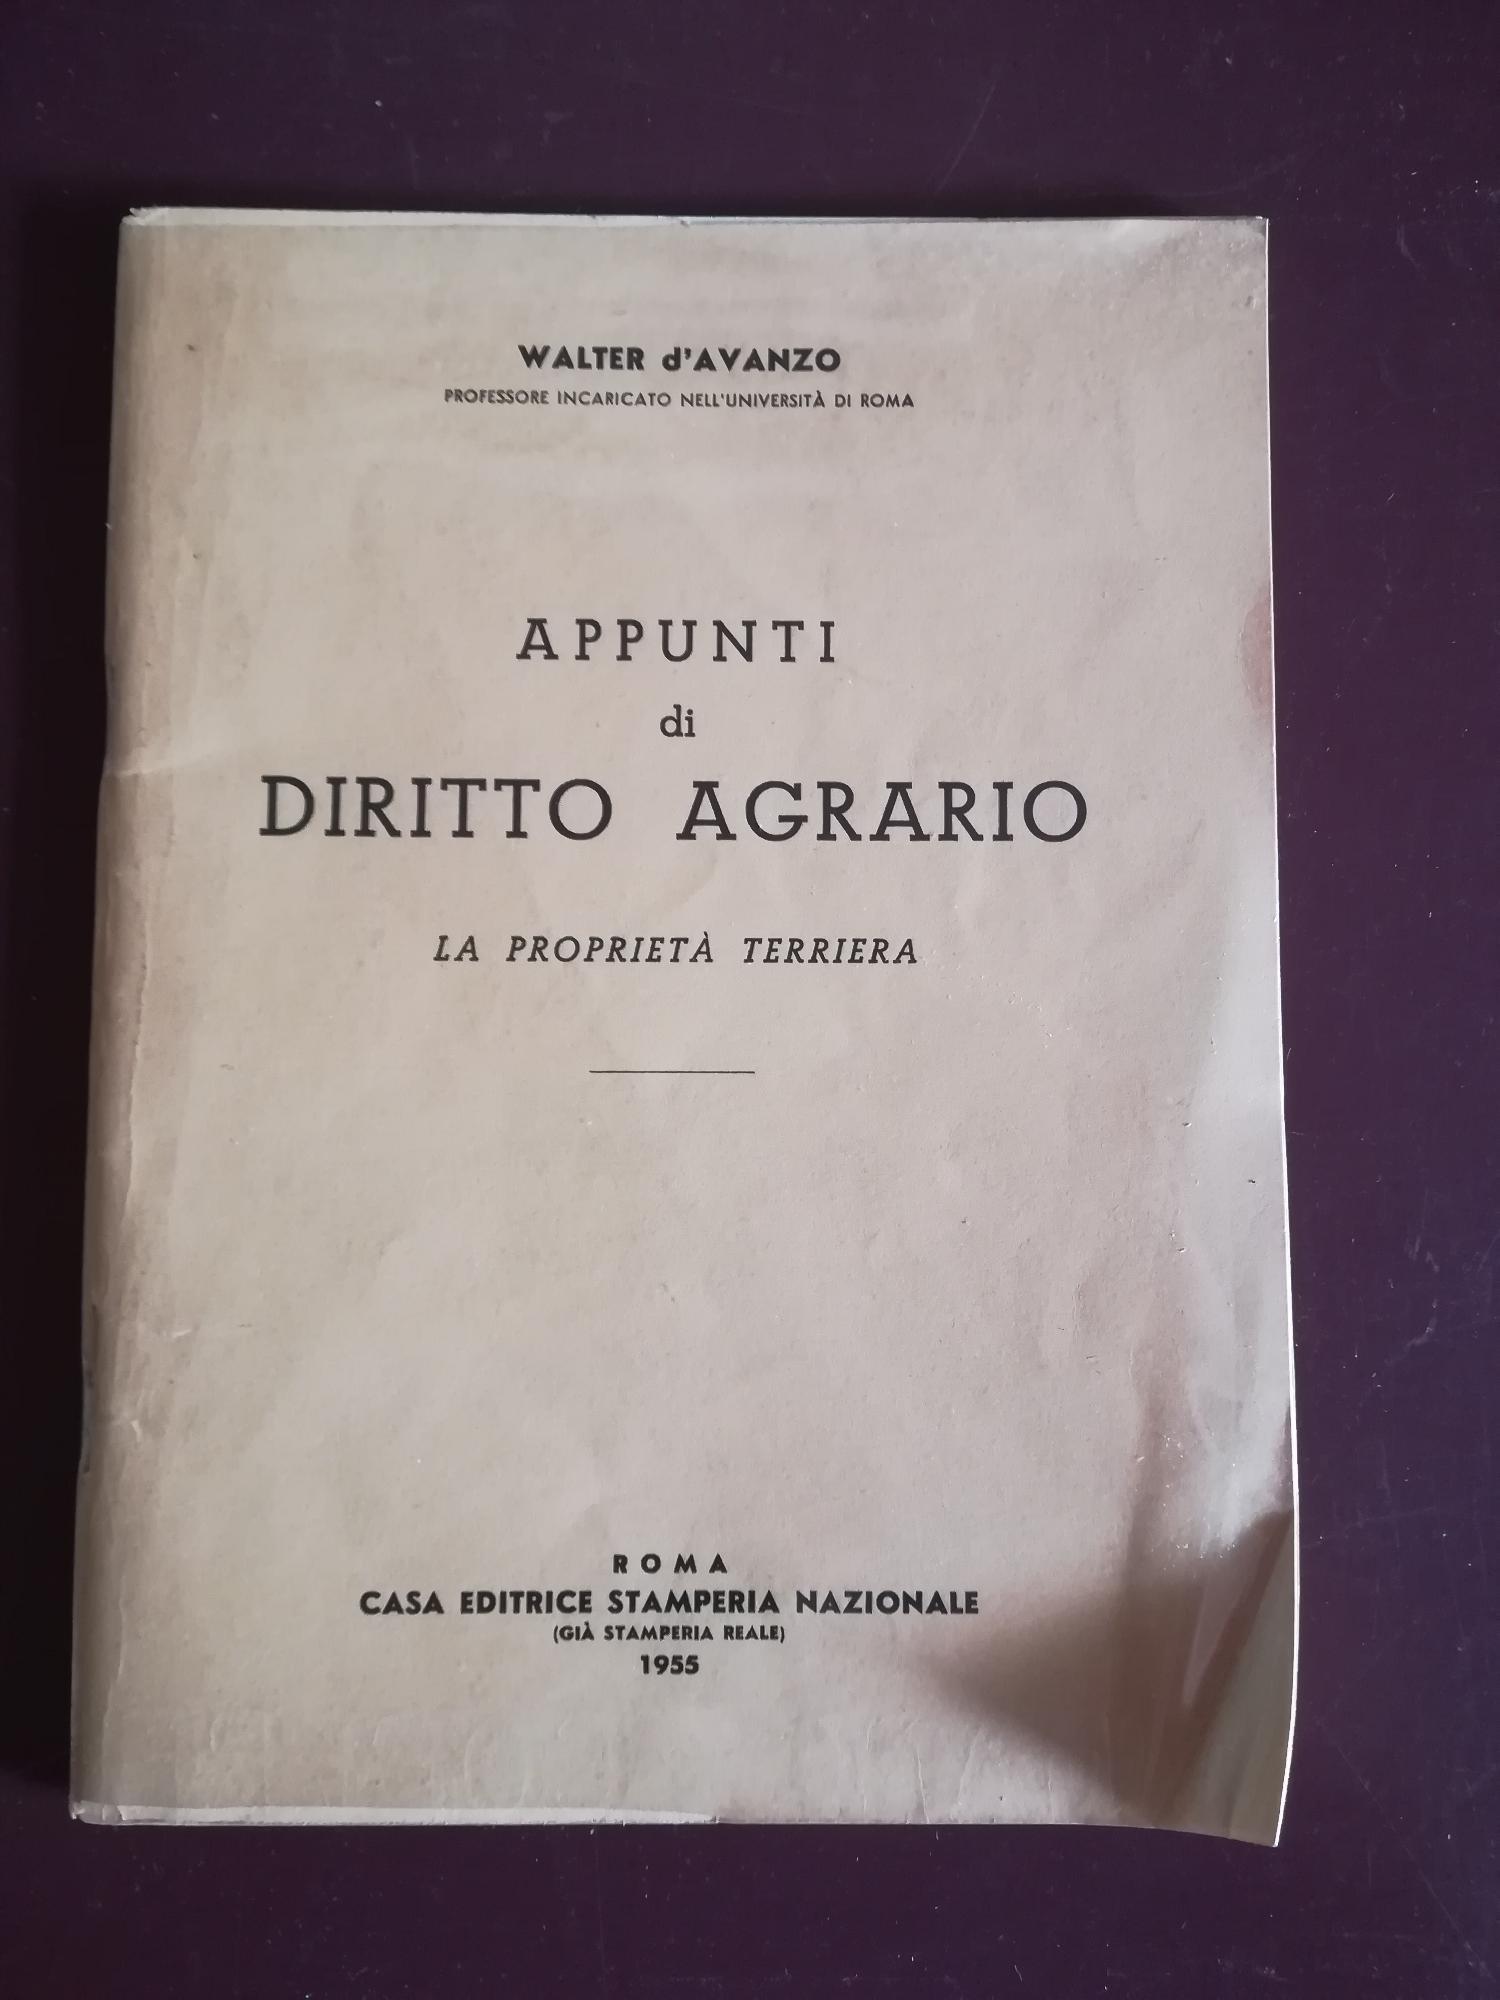 WALTER d'AVANZO
PROFESSORE INCARICATO NELL'UNIVERSITÀ DI ROMA
APPUNTI
di
DIRITTO AGRARIO
LA PROPRIETÀ TERRIERA
ROMA
CASA EDITRICE STAMPERIA NAZIONALE
(GIÀ STAMPERIA REALE)
1955